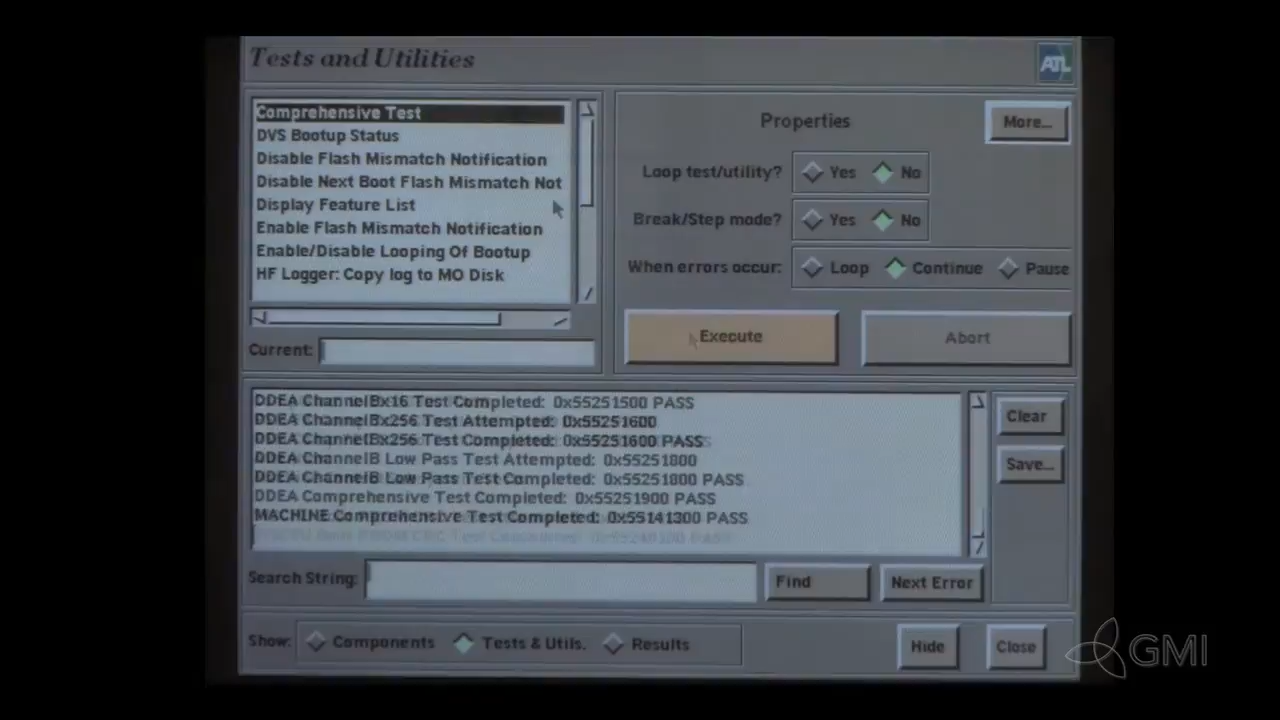 Tests and Utilities
ATL
Comprehensive Test
DVS Bootup Status
Disable Flash Mismatch Notification
Disable Next Boot Flash Mismatch Not
Display Feature List
Enable Flash Mismatch Notification
Enable/Disable Looping Of Bootup
HF Logger: Copy log to MO Disk
Current:
Properties
More...
Loop test/utility? Yes No
Break/Step mode? Yes No
When errors occur: Loop Continue Pause
Execute
Abort
DDEA ChannelBx16 Test Completed: 0x55251500 PASS
DDEA ChannelBx256 Test Attempted: 0x55251600
DDEA ChannelBx256 Test Completed: 0x55251600 PASS
DDEA ChannelB Low Pass Test Attempted: 0x55251800
DDEA ChannelB Low Pass Test Completed: 0x55251800 PASS
DDEA Comprehensive Test Completed: 0x55251900 PASS
MACHINE Comprehensive Test Completed: 0x55141300 PASS
Clear
Save...
Search String:
Find
Next Error
Show: Components Tests & Utils. Results
Hide
Close
GMI